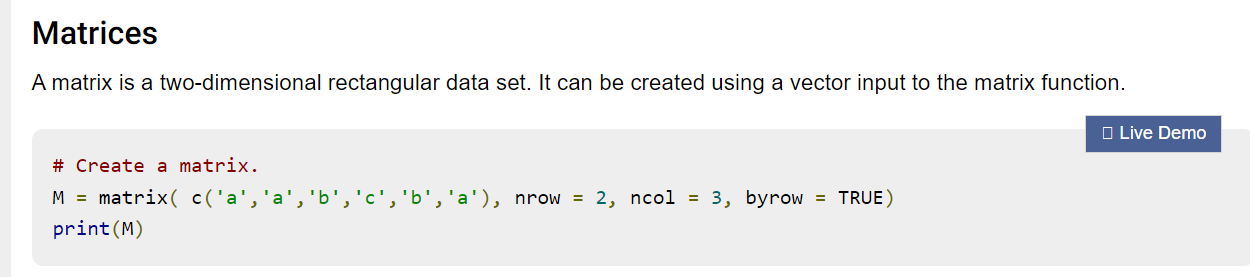 Matrices
A matrix is a two-dimensional rectangular data set. It can be created using a vector input to the matrix function.
Live Demo
# Create a matrix.
M = matrix( c('a','a','b','c','b','a'), nrow = 2, ncol = 3, byrow = TRUE)
print(M)